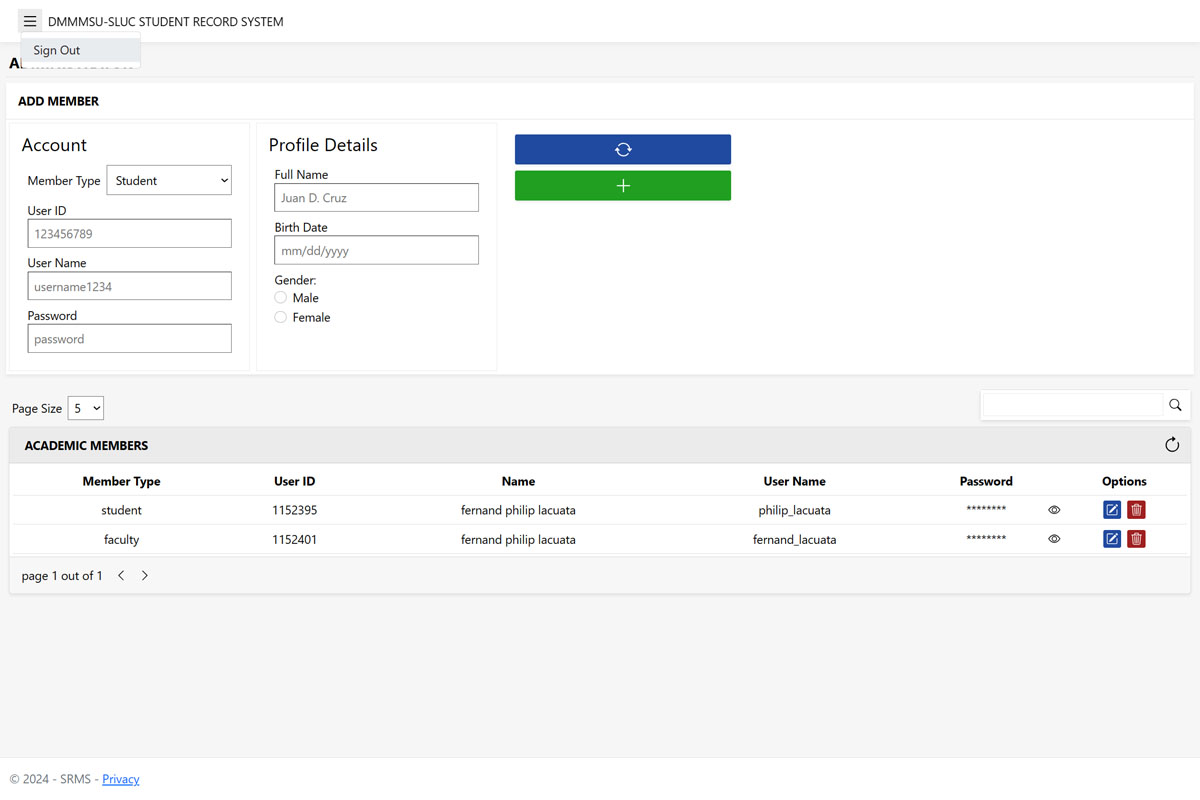 DMMMSU-SLUC STUDENT RECORD SYSTEM
Sign Out
ADD MEMBER
Account
Member Type Student
User ID
123456789
User Name
username1234
Password
password
Profile Details
Full Name
Juan D. Cruz
Birth Date
mm/dd/yyyy
Gender:
Male
Female
Page Size 5
ACADEMIC MEMBERS
Member Type User ID Name User Name Password Options
student 1152395 fernand philip lacuata philip_lacuata ********
faculty 1152401 fernand philip lacuata fernand_lacuata ********
page 1 out of 1
© 2024 - SRMS - Privacy